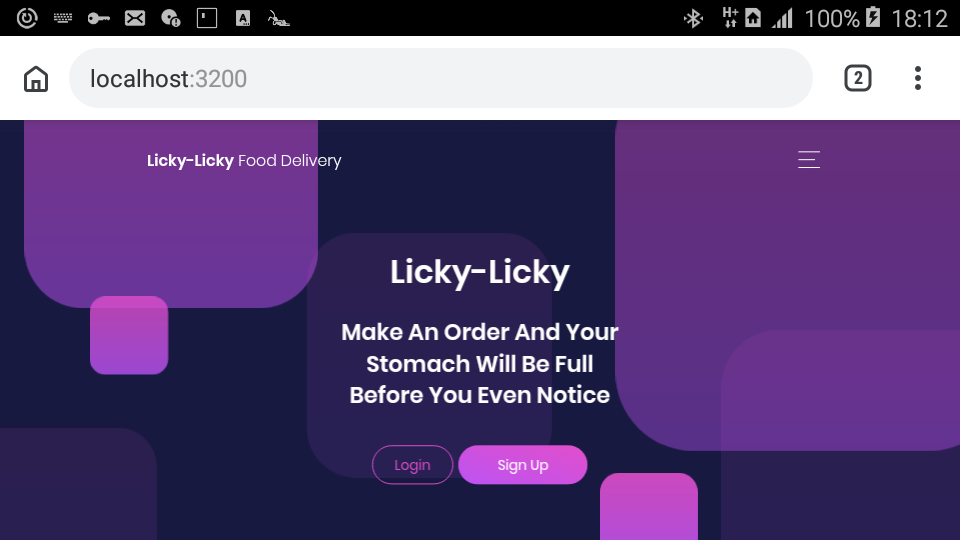 H+ 100% 18:12
localhost:3200 2
Licky-Licky Food Delivery
Licky-Licky
Make An Order And Your
Stomach Will Be Full
Before You Even Notice
Login Sign Up